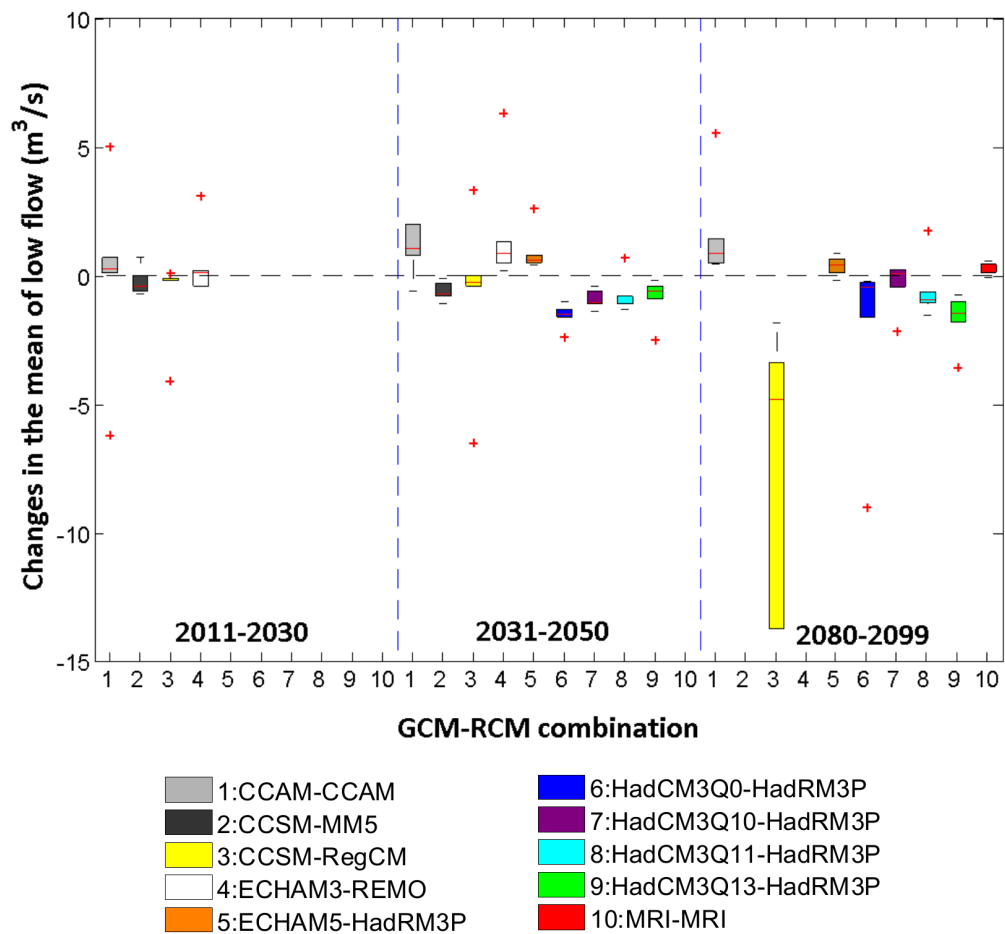 Changes in the mean of low flow (m³/s)
10
5
0
-5
-10
-15
2011-2030 2031-2050 2080-2099
1 2 3 4 5 6 7 8 9 10 1 2 3 4 5 6 7 8 9 10 1 2 3 4 5 6 7 8 9 10
GCM-RCM combination
1:CCAM-CCAM
2:CCSM-MM5
3:CCSM-RegCM
4:ECHAM3-REMO
5:ECHAM5-HadRM3P
6:HadCM3Q0-HadRM3P
7:HadCM3Q10-HadRM3P
8:HadCM3Q11-HadRM3P
9:HadCM3Q13-HadRM3P
10:MRI-MRI